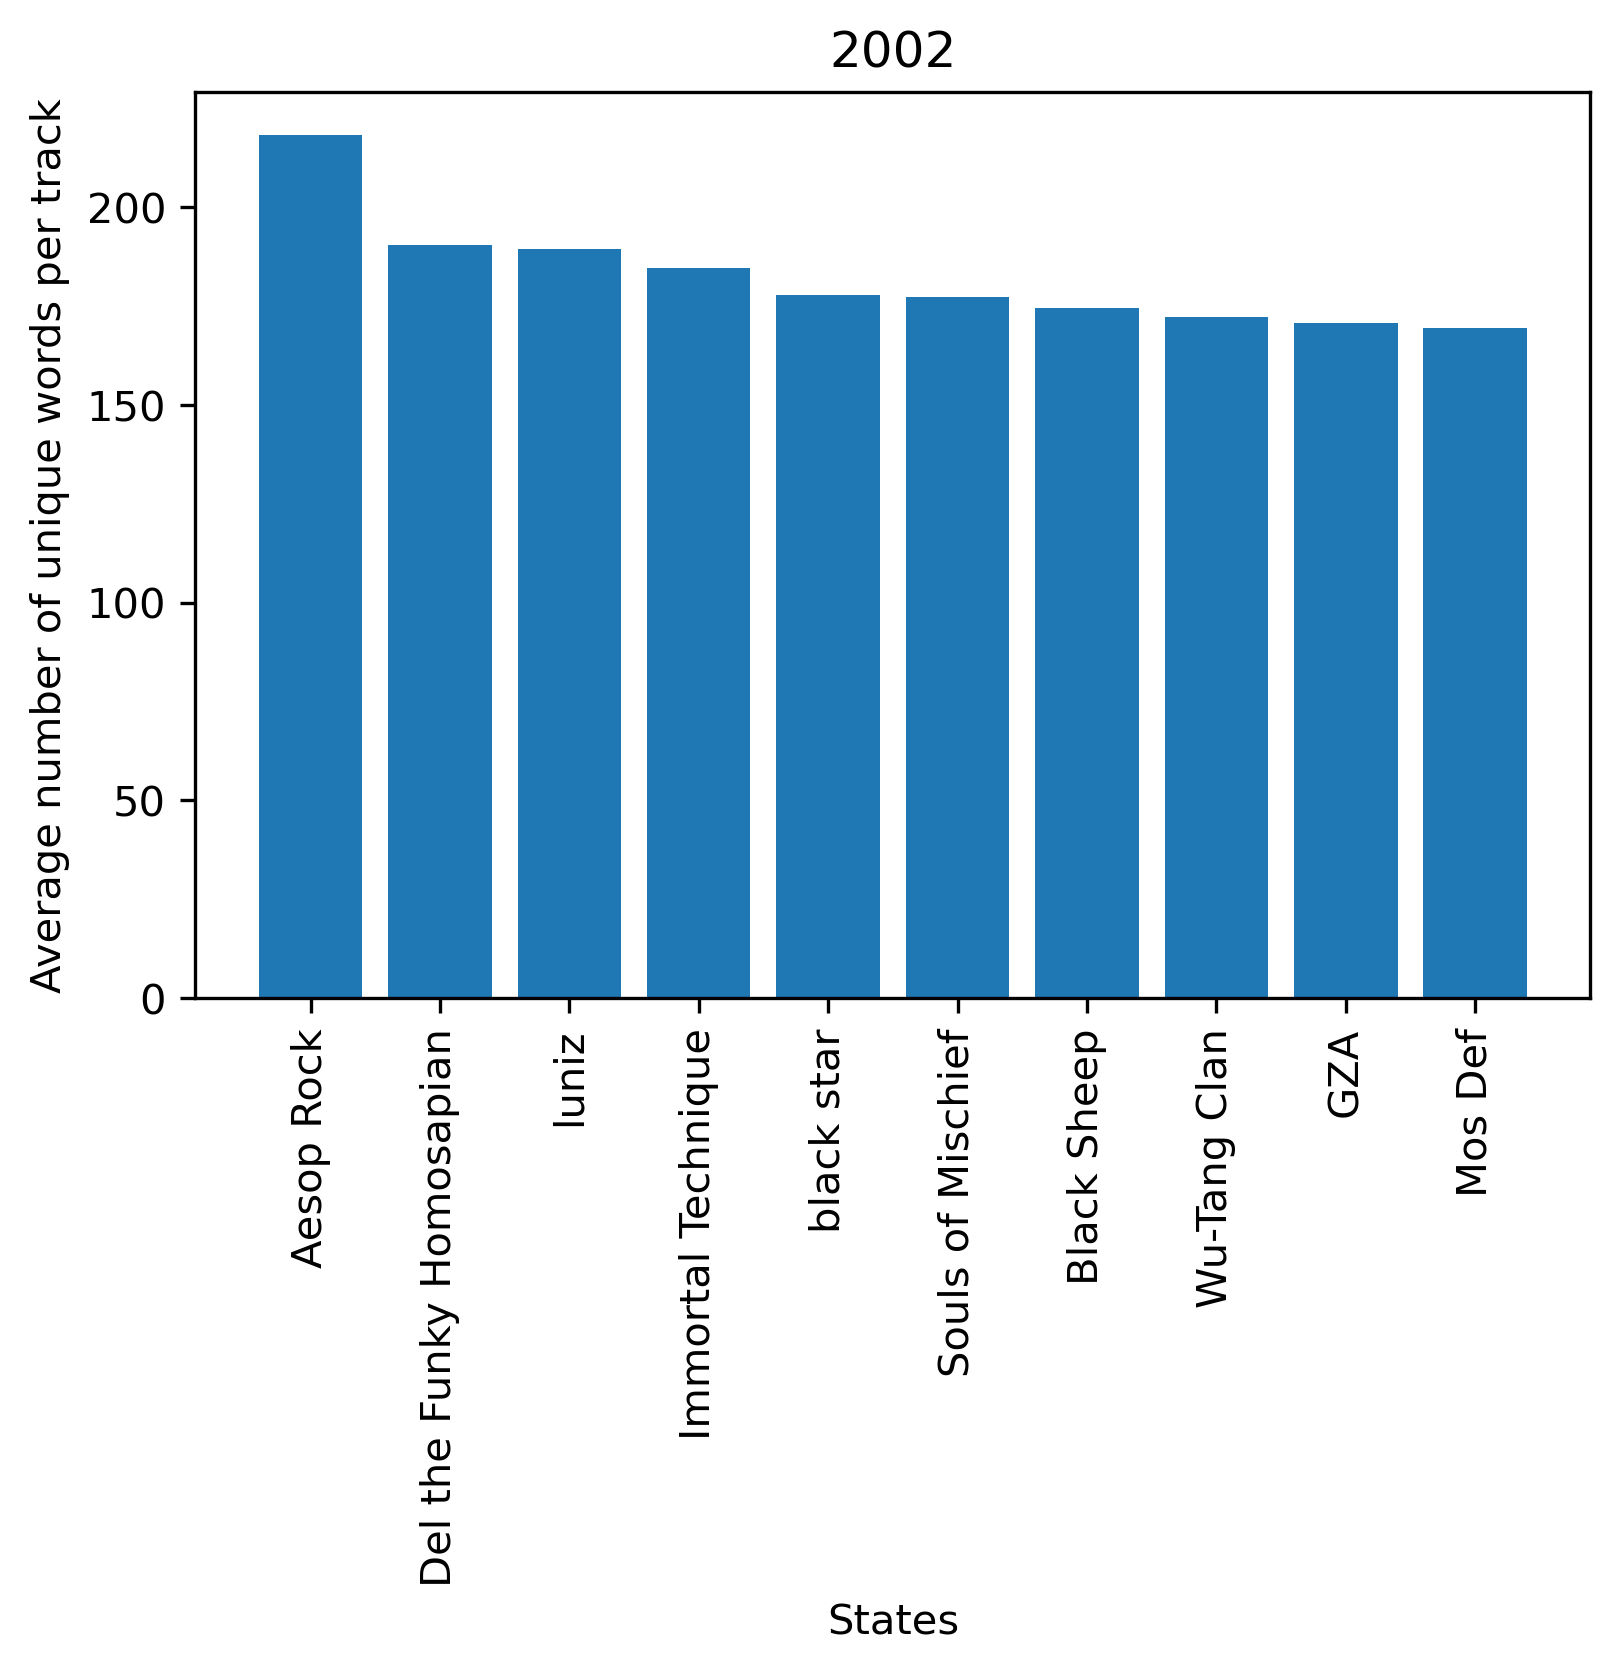 2002
Average number of unique words per track
200
150
100
50
0
Aesop Rock
Del the Funky Homosapian
luniz
Immortal Technique
black star
Souls of Mischief
Black Sheep
Wu-Tang Clan
GZA
Mos Def
States